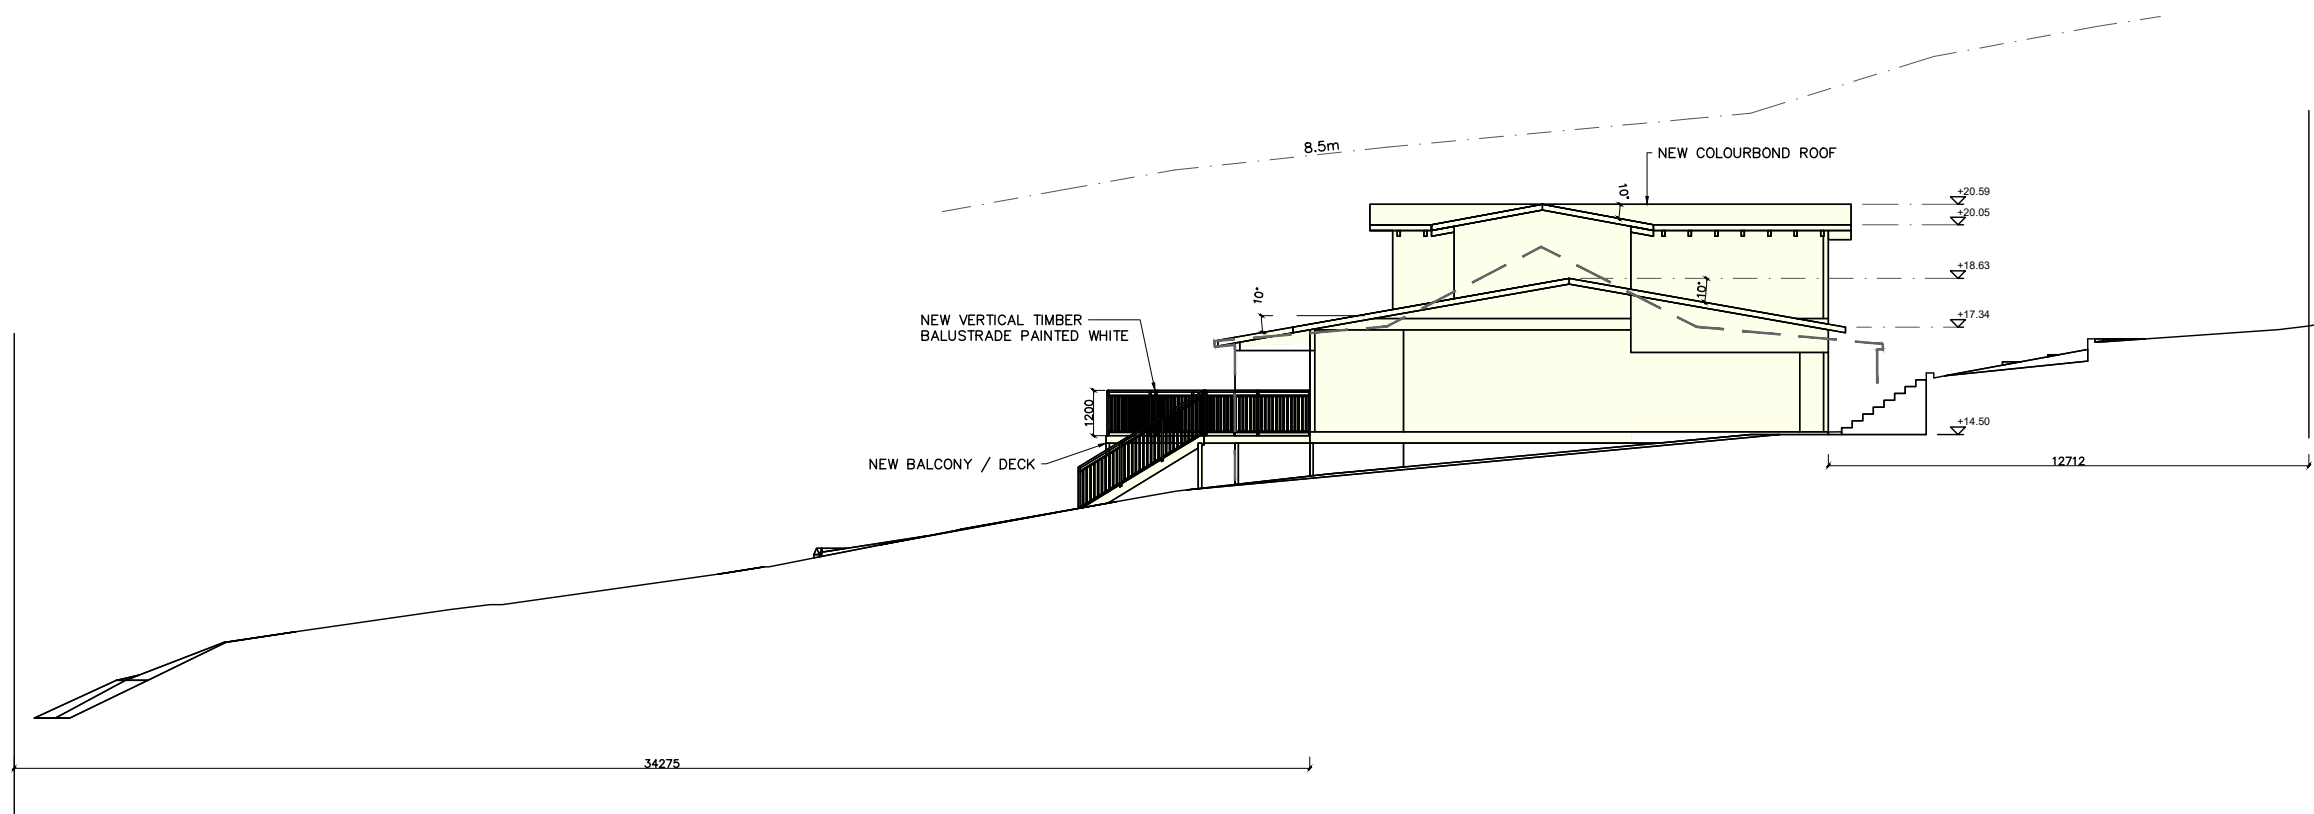 8.5m
NEW COLOURBOND ROOF
10°
+20.59
+20.05
+18.63
10°
10°
+17.34
NEW VERTICAL TIMBER
BALUSTRADE PAINTED WHITE
1200
+14.50
NEW BALCONY / DECK
12712
34275